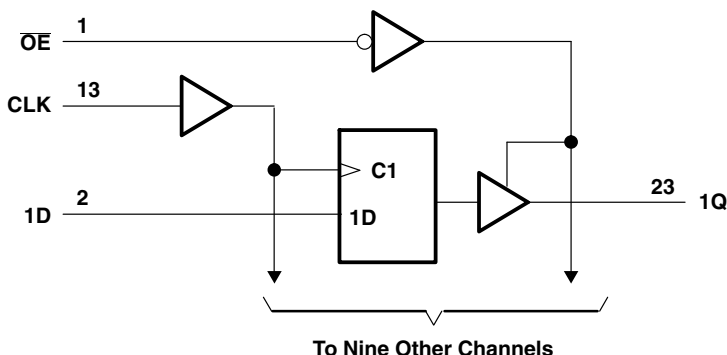 1
OE
13
CLK
C1
23
1Q
2
1D
1D
To Nine Other Channels